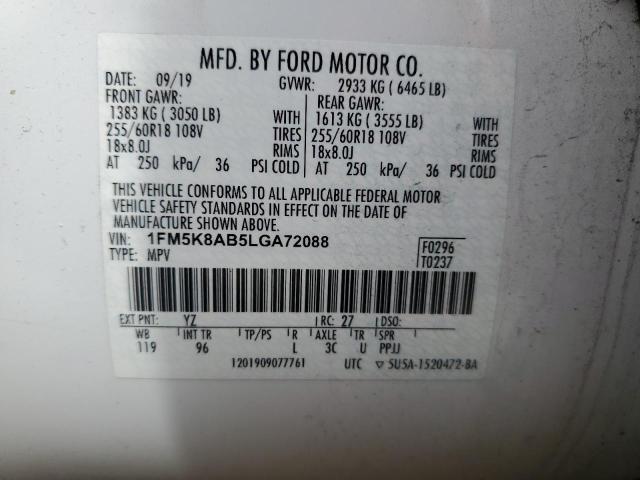 MFD. BY FORD MOTOR CO.
DATE: 09/19 GVWR: 2933 KG ( 6465 LB)
FRONT GAWR: REAR GAWR:
1383 KG ( 3050 LB) WITH 1613 KG ( 3555 LB) WITH
255/60R18 108V TIRES 255/60R18 108V TIRES
18x8.0J RIMS 18x8.0J RIMS
AT 250 kPa/ 36 PSI COLD AT 250 kPa/ 36 PSI COLD
THIS VEHICLE CONFORMS TO ALL APPLICABLE FEDERAL MOTOR
VEHICLE SAFETY STANDARDS IN EFFECT ON THE DATE OF
MANUFACTURE SHOWN ABOVE.
VIN: 1FM5K8AB5LGA72088 F0296
TYPE: MPV T0237
EXT PNT: YZ RC: 27 DSO:
WB INT TR TP/PS R AXLE TR SPR
119 96 L 3C U PPJJ
1201909077761 UTC ▽ 5U5A-1520472-BA